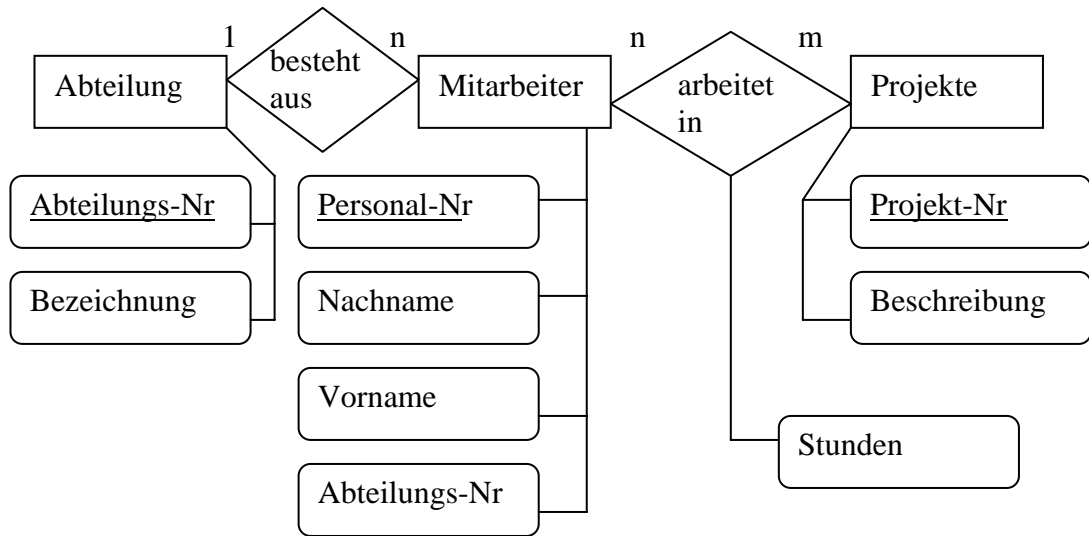 1
n
n
m
Abteilung
besteht
aus
Mitarbeiter
arbeitet
in
Projekte
Abteilungs-Nr
Personal-Nr
Projekt-Nr
Bezeichnung
Nachname
Beschreibung
Vorname
Stunden
Abteilungs-Nr